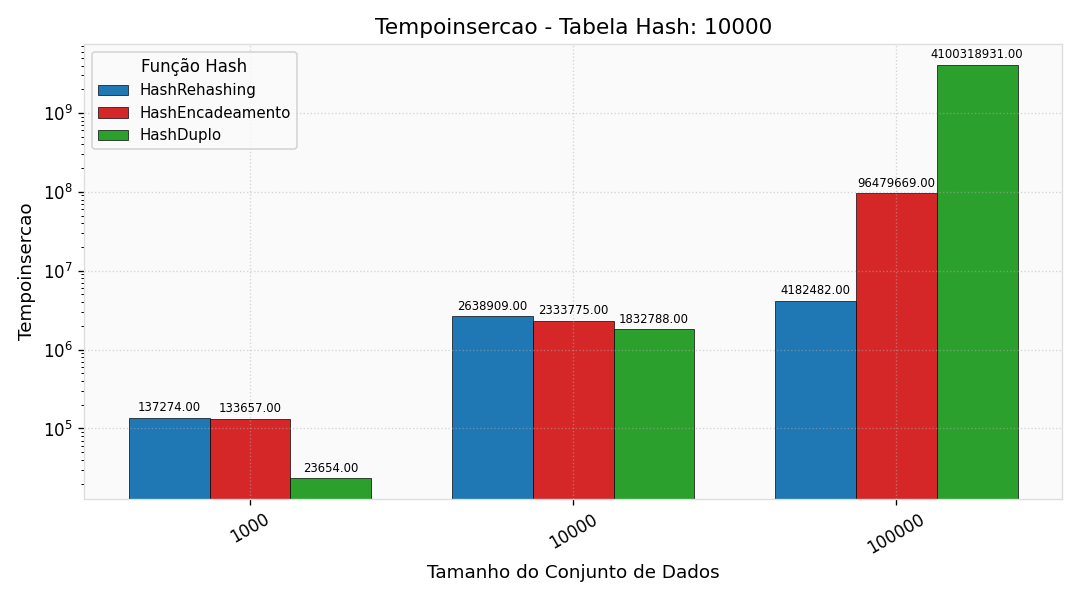 Tempoinsercao - Tabela Hash: 10000
Função Hash
HashRehashing
HashEncadeamento
HashDuplo
Tempoinsercao
10⁹
10⁸
10⁷
10⁶
10⁵
137274.00
133657.00
23654.00
2638909.00
2333775.00
1832788.00
4182482.00
96479669.00
4100318931.00
1000
10000
100000
Tamanho do Conjunto de Dados